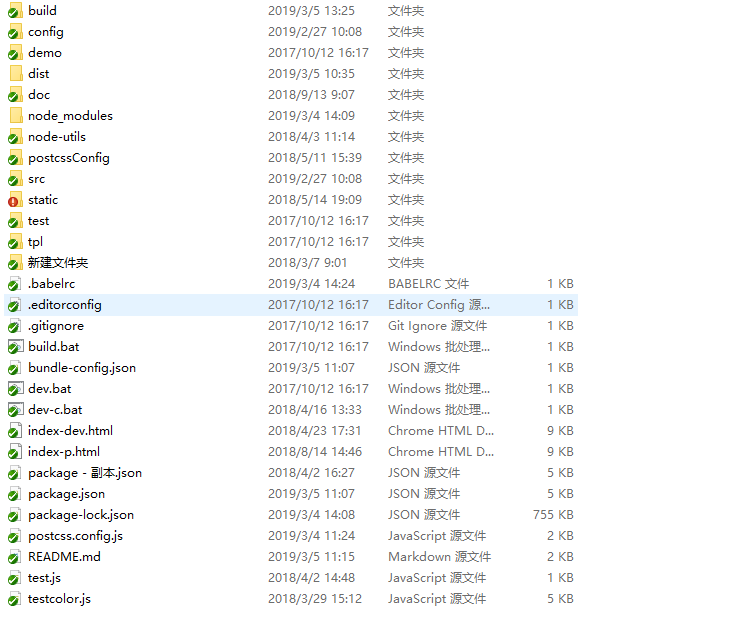 build 2019/3/5 13:25 文件夹
config 2019/2/27 10:08 文件夹
demo 2017/10/12 16:17 文件夹
dist 2019/3/5 10:35 文件夹
doc 2018/9/13 9:07 文件夹
node_modules 2019/3/4 14:09 文件夹
node-utils 2018/4/3 11:14 文件夹
postcssConfig 2018/5/11 15:39 文件夹
src 2019/2/27 10:08 文件夹
static 2018/5/14 19:09 文件夹
test 2017/10/12 16:17 文件夹
tpl 2017/10/12 16:17 文件夹
新建文件夹 2018/3/7 9:01 文件夹
.babelrc 2019/3/4 14:24 BABELRC 文件 1 KB
.editorconfig 2017/10/12 16:17 Editor Config 源... 1 KB
.gitignore 2017/10/12 16:17 Git Ignore 源文件 1 KB
build.bat 2017/10/12 16:17 Windows 批处理... 1 KB
bundle-config.json 2019/3/5 11:07 JSON 源文件 1 KB
dev.bat 2017/10/12 16:17 Windows 批处理... 1 KB
dev-c.bat 2018/4/16 13:33 Windows 批处理... 1 KB
index-dev.html 2018/4/23 17:31 Chrome HTML D... 9 KB
index-p.html 2018/8/14 14:46 Chrome HTML D... 9 KB
package - 副本.json 2018/4/2 16:27 JSON 源文件 5 KB
package.json 2019/3/5 11:07 JSON 源文件 5 KB
package-lock.json 2019/3/4 14:08 JSON 源文件 755 KB
postcss.config.js 2019/3/4 11:24 JavaScript 源文件 2 KB
README.md 2019/3/5 11:15 Markdown 源文件 2 KB
test.js 2018/4/2 14:48 JavaScript 源文件 1 KB
testcolor.js 2018/3/29 15:12 JavaScript 源文件 5 KB